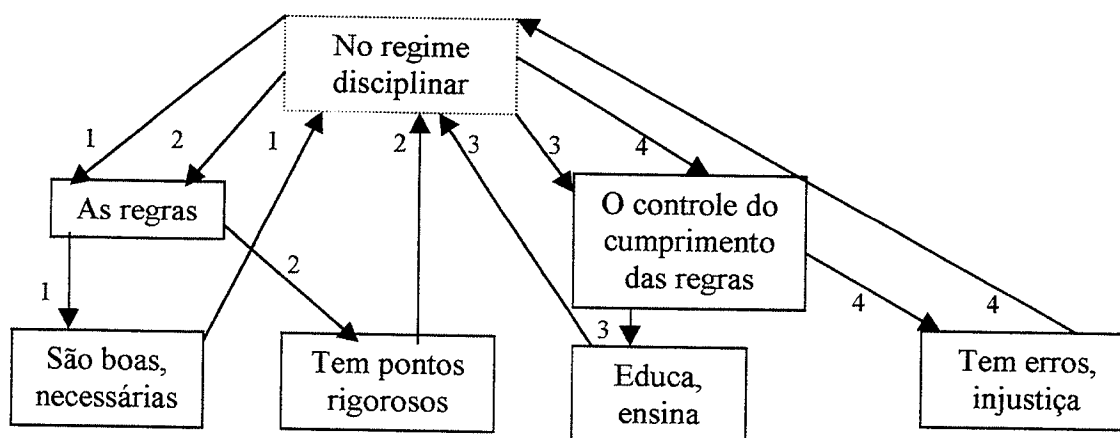 No regime
disciplinar
1
2
1
2
3
3
4
As regras
O controle do
cumprimento
das regras
1
2
3
4
4
São boas,
necessárias
Tem pontos
rigorosos
Educa,
ensina
Tem erros,
injustiça